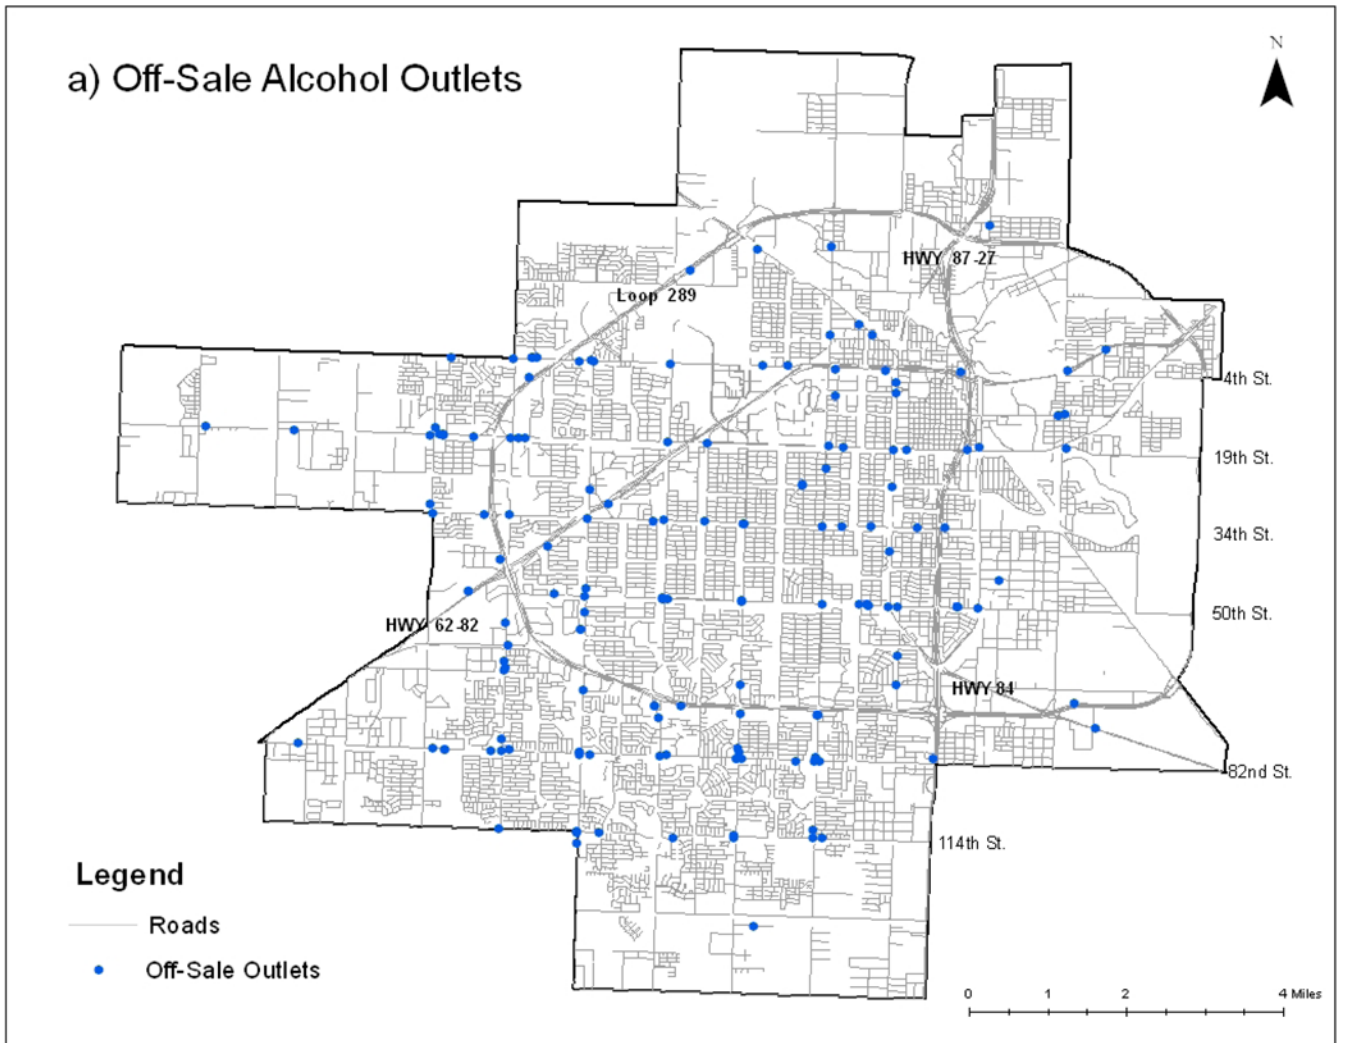 N
a) Off-Sale Alcohol Outlets
HWY 87-27
Loop 289
4th St.
19th St.
34th St.
50th St.
HWY 62-82
HWY 84
82nd St.
114th St.
Legend
Roads
Off-Sale Outlets
0 1 2 4 Miles